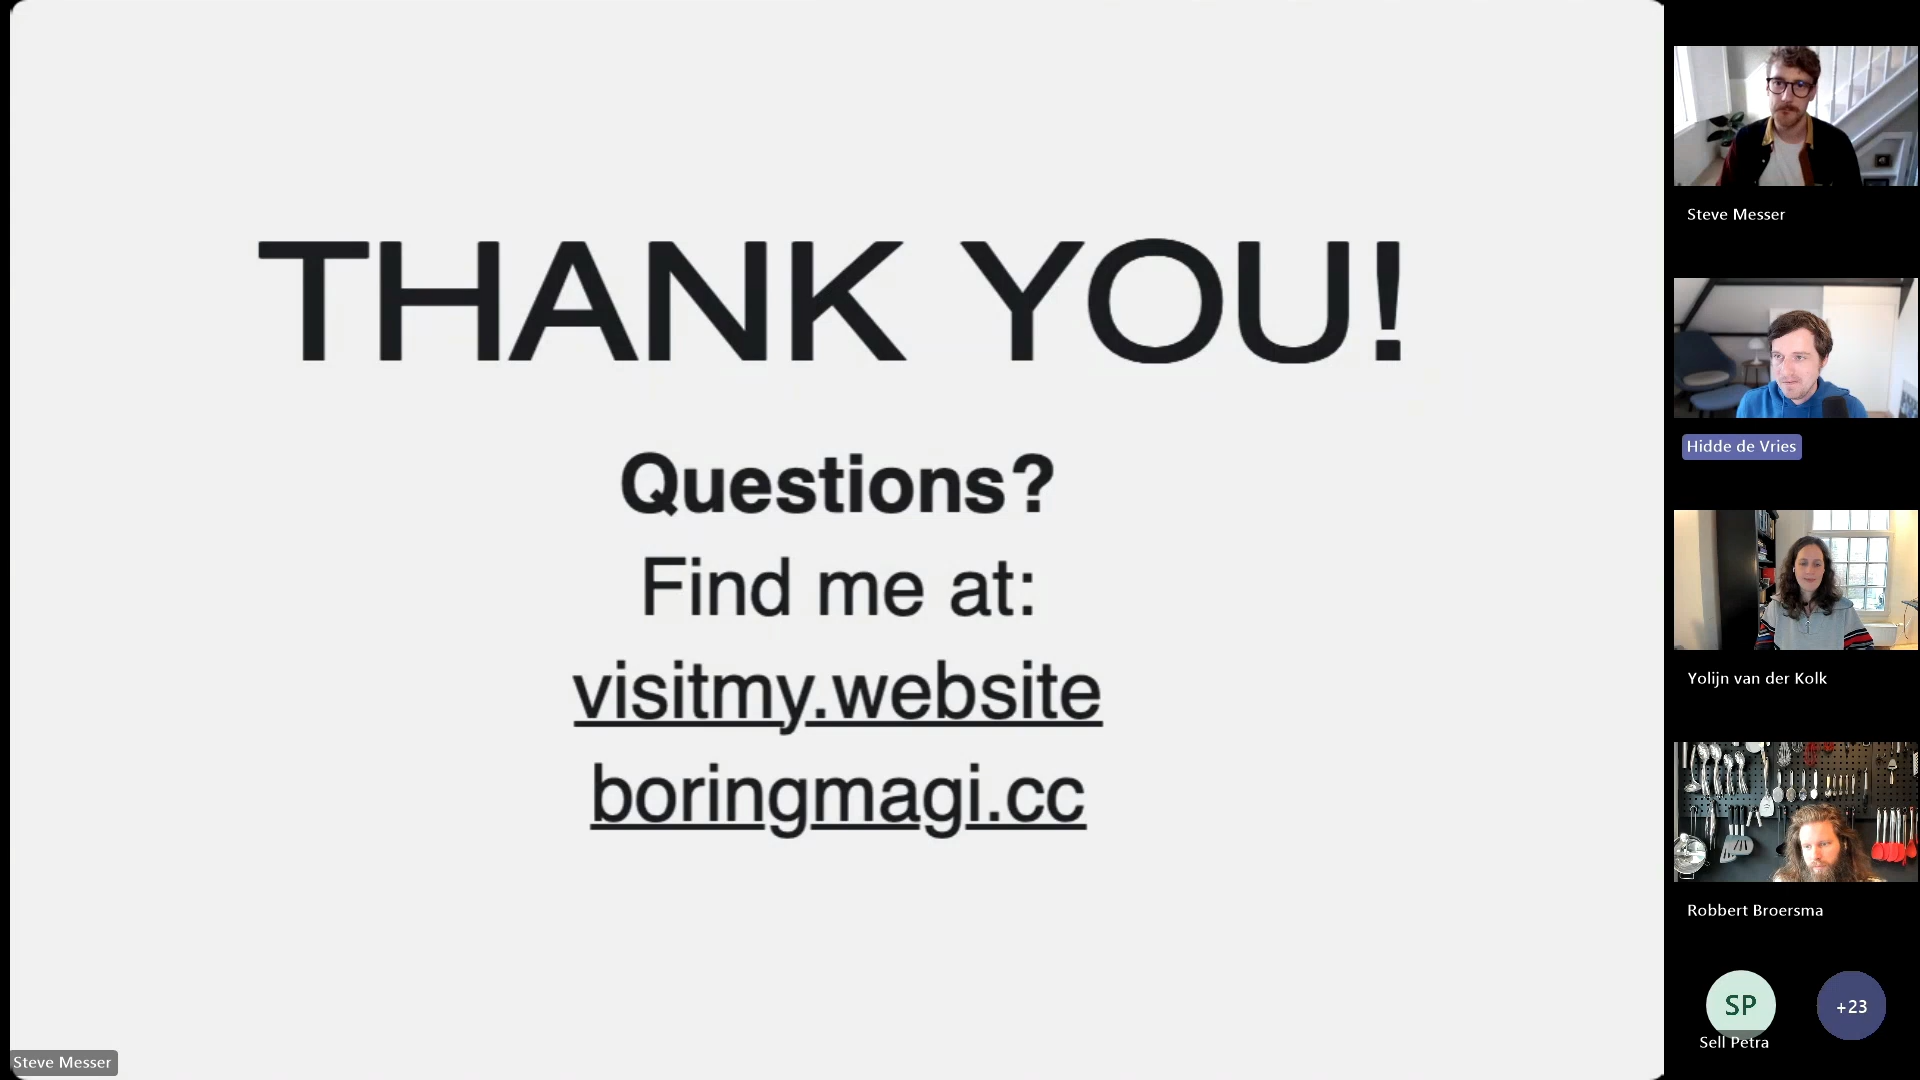 THANK YOU!
Questions?
Find me at:
visitmy.website
boringmagi.cc
Steve Messer
Steve Messer
Hidde de Vries
Yolijn van der Kolk
Robbert Broersma
SP
Sell Petra
+23